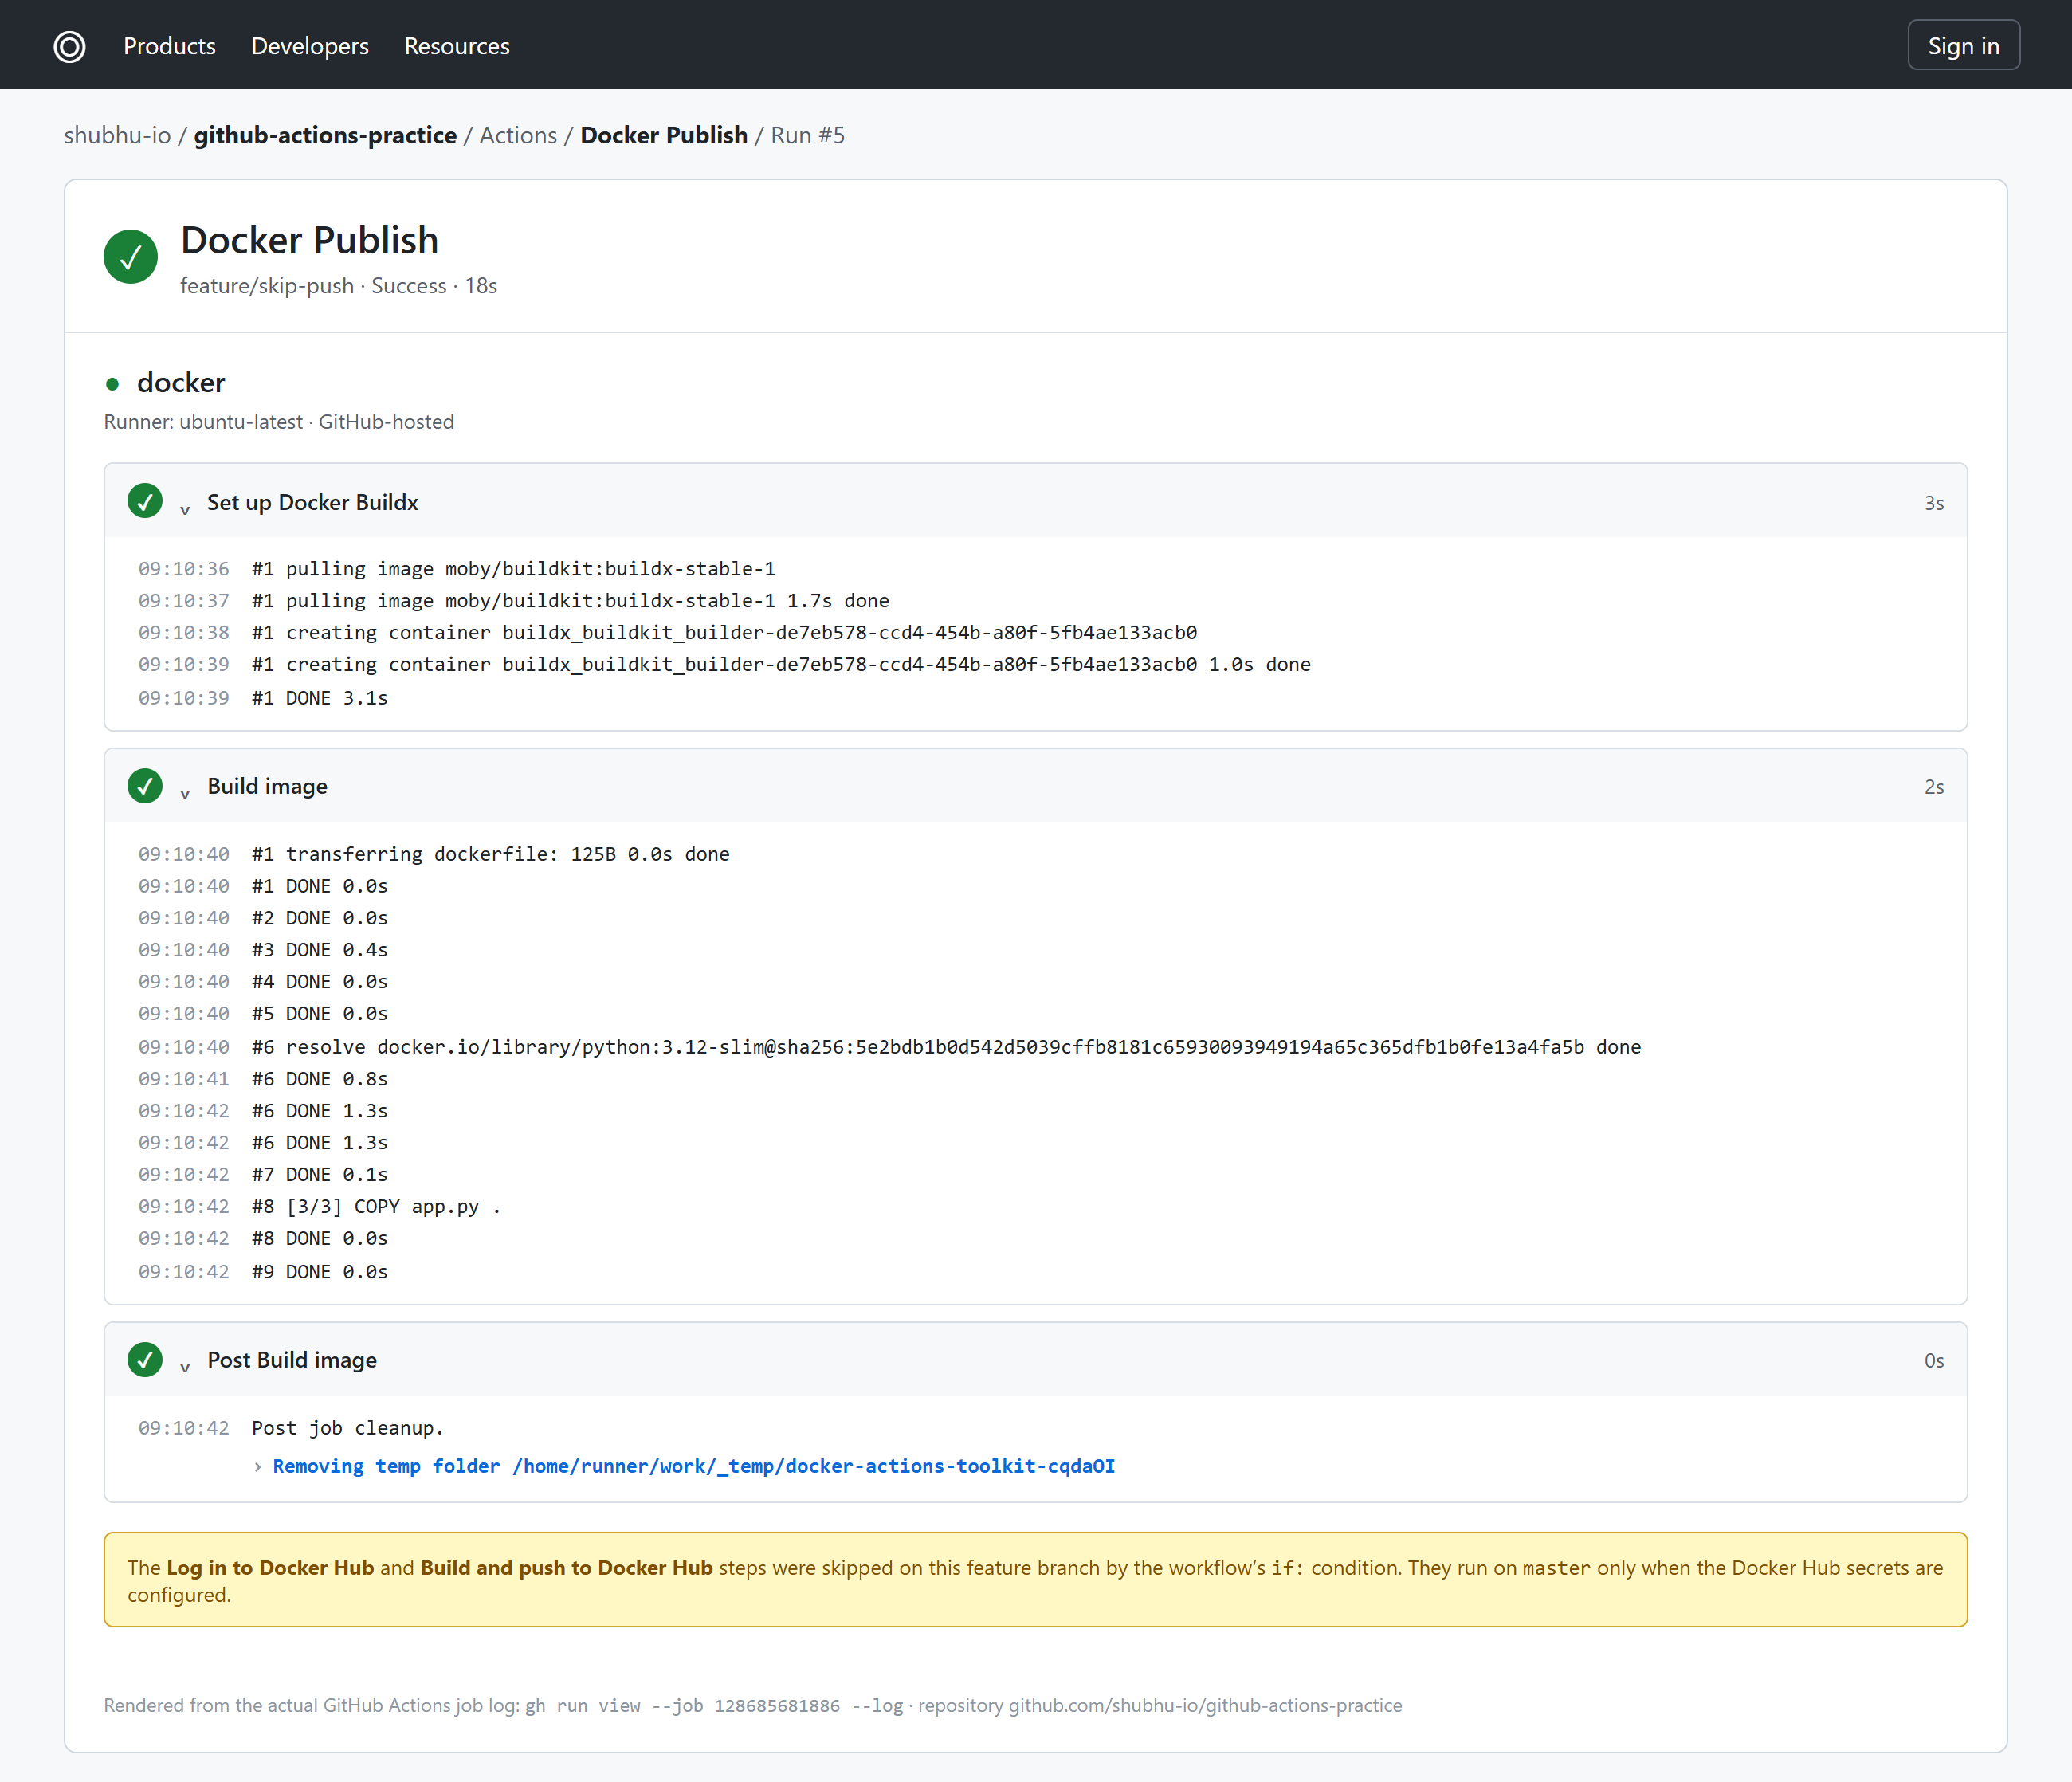 Products Developers Resources Sign in
shubhu-io / github-actions-practice / Actions / Docker Publish / Run #5
Docker Publish
feature/skip-push · Success · 18s
docker
Runner: ubuntu-latest · GitHub-hosted
Set up Docker Buildx 3s
09:10:36 #1 pulling image moby/buildkit:buildx-stable-1
09:10:37 #1 pulling image moby/buildkit:buildx-stable-1 1.7s done
09:10:38 #1 creating container buildx_buildkit_builder-de7eb578-ccd4-454b-a80f-5fb4ae133acb0
09:10:39 #1 creating container buildx_buildkit_builder-de7eb578-ccd4-454b-a80f-5fb4ae133acb0 1.0s done
09:10:39 #1 DONE 3.1s
Build image 2s
09:10:40 #1 transferring dockerfile: 125B 0.0s done
09:10:40 #1 DONE 0.0s
09:10:40 #2 DONE 0.0s
09:10:40 #3 DONE 0.4s
09:10:40 #4 DONE 0.0s
09:10:40 #5 DONE 0.0s
09:10:40 #6 resolve docker.io/library/python:3.12-slim@sha256:5e2bdb1b0d542d5039cffb8181c65930093949194a65c365dfb1b0fe13a4fa5b done
09:10:41 #6 DONE 0.8s
09:10:42 #6 DONE 1.3s
09:10:42 #6 DONE 1.3s
09:10:42 #7 DONE 0.1s
09:10:42 #8 [3/3] COPY app.py .
09:10:42 #8 DONE 0.0s
09:10:42 #9 DONE 0.0s
Post Build image 0s
09:10:42 Post job cleanup.
› Removing temp folder /home/runner/work/_temp/docker-actions-toolkit-cqdaOI
The Log in to Docker Hub and Build and push to Docker Hub steps were skipped on this feature branch by the workflow’s if: condition. They run on master only when the Docker Hub secrets are
configured.
Rendered from the actual GitHub Actions job log: gh run view --job 128685681886 --log · repository github.com/shubhu-io/github-actions-practice